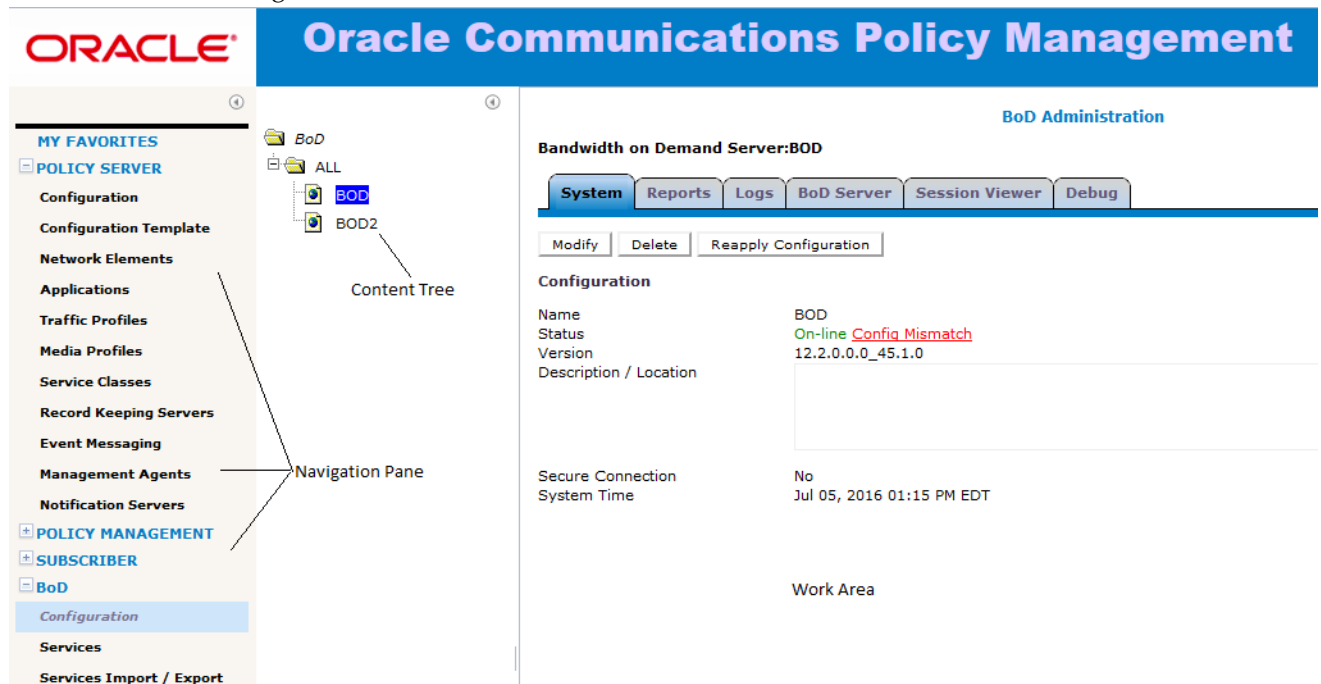 ORACLE®
Oracle Communications Policy Management
MY FAVORITES
POLICY SERVER
Configuration
Configuration Template
Network Elements
Applications
Traffic Profiles
Media Profiles
Service Classes
Record Keeping Servers
Event Messaging
Management Agents
Notification Servers
POLICY MANAGEMENT
SUBSCRIBER
BoD
Configuration
Services
Services Import / Export
Navigation Pane
BoD
ALL
BOD
BOD2
Content Tree
BoD Administration
Bandwidth on Demand Server:BOD
System Reports Logs BoD Server Session Viewer Debug
Modify Delete Reapply Configuration
Configuration
Name BOD
Status On-line Config Mismatch
Version 12.2.0.0.0_45.1.0
Description / Location
Secure Connection No
System Time Jul 05, 2016 01:15 PM EDT
Work Area